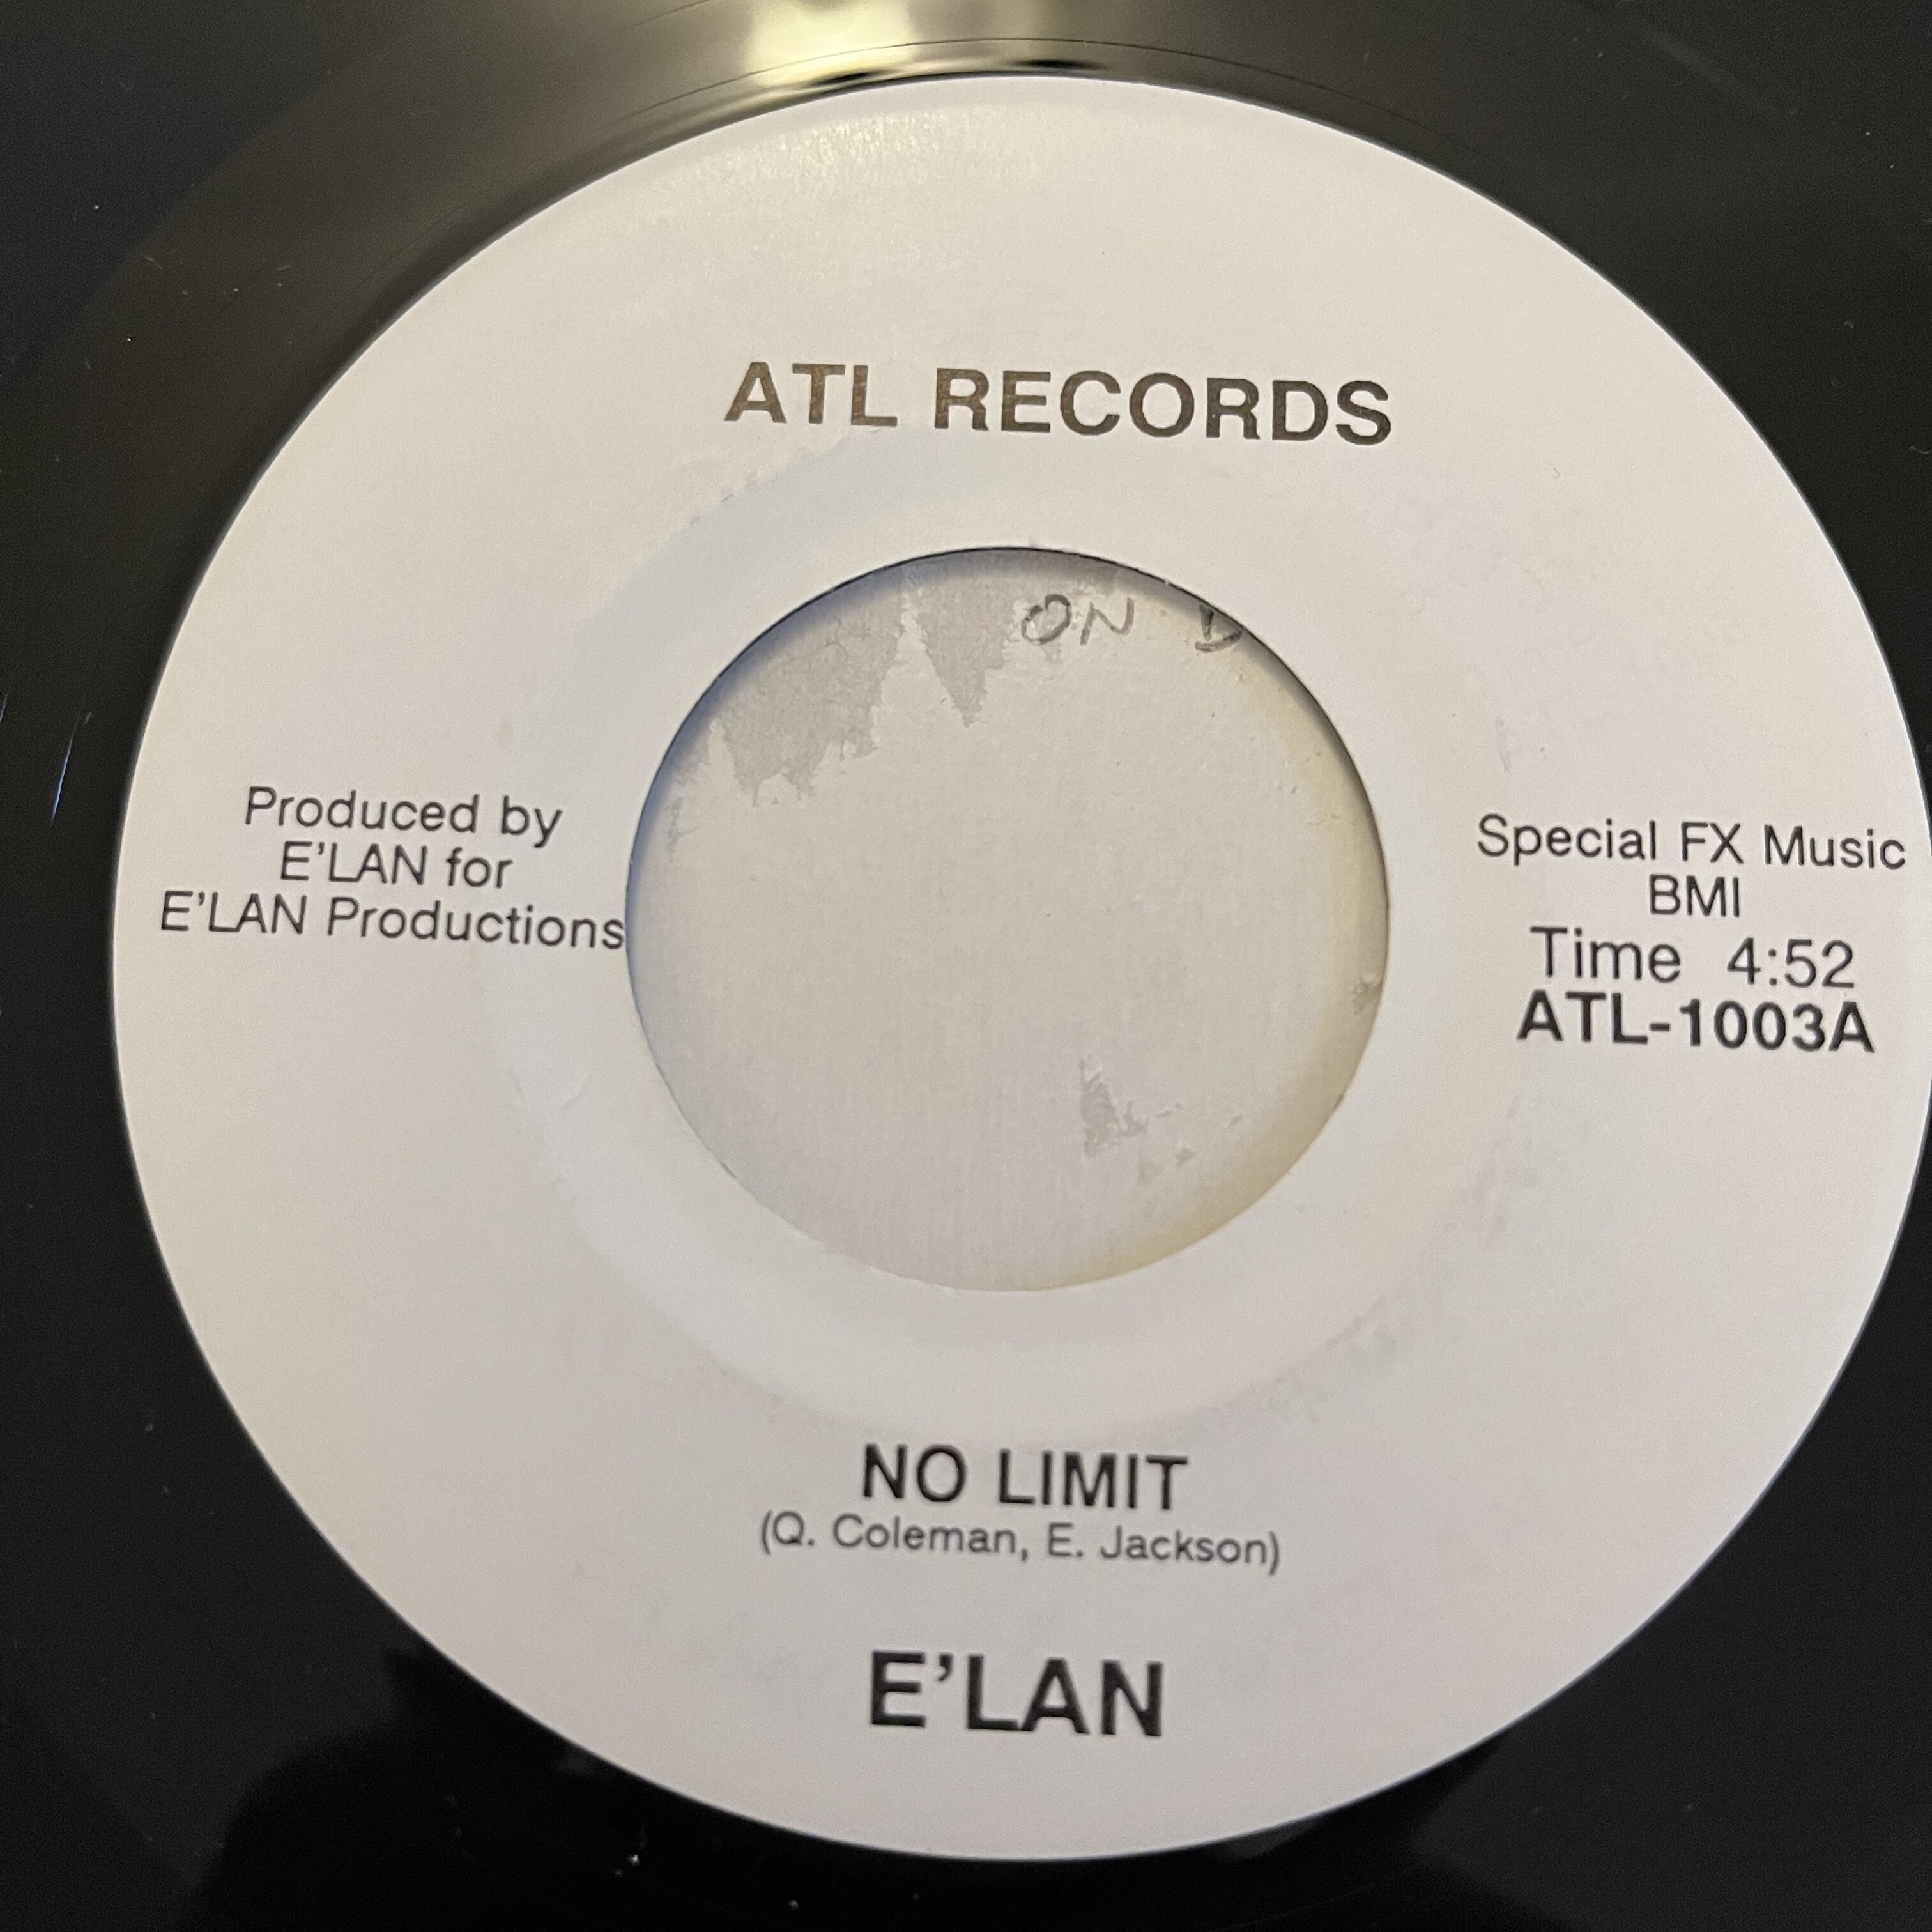 ATL RECORDS
ON
Produced by
E'LAN for
E'LAN Productions
Special FX Music
BMI
Time 4:52
ATL-1003A
NO LIMIT
(Q. Coleman, E. Jackson)
E'LAN